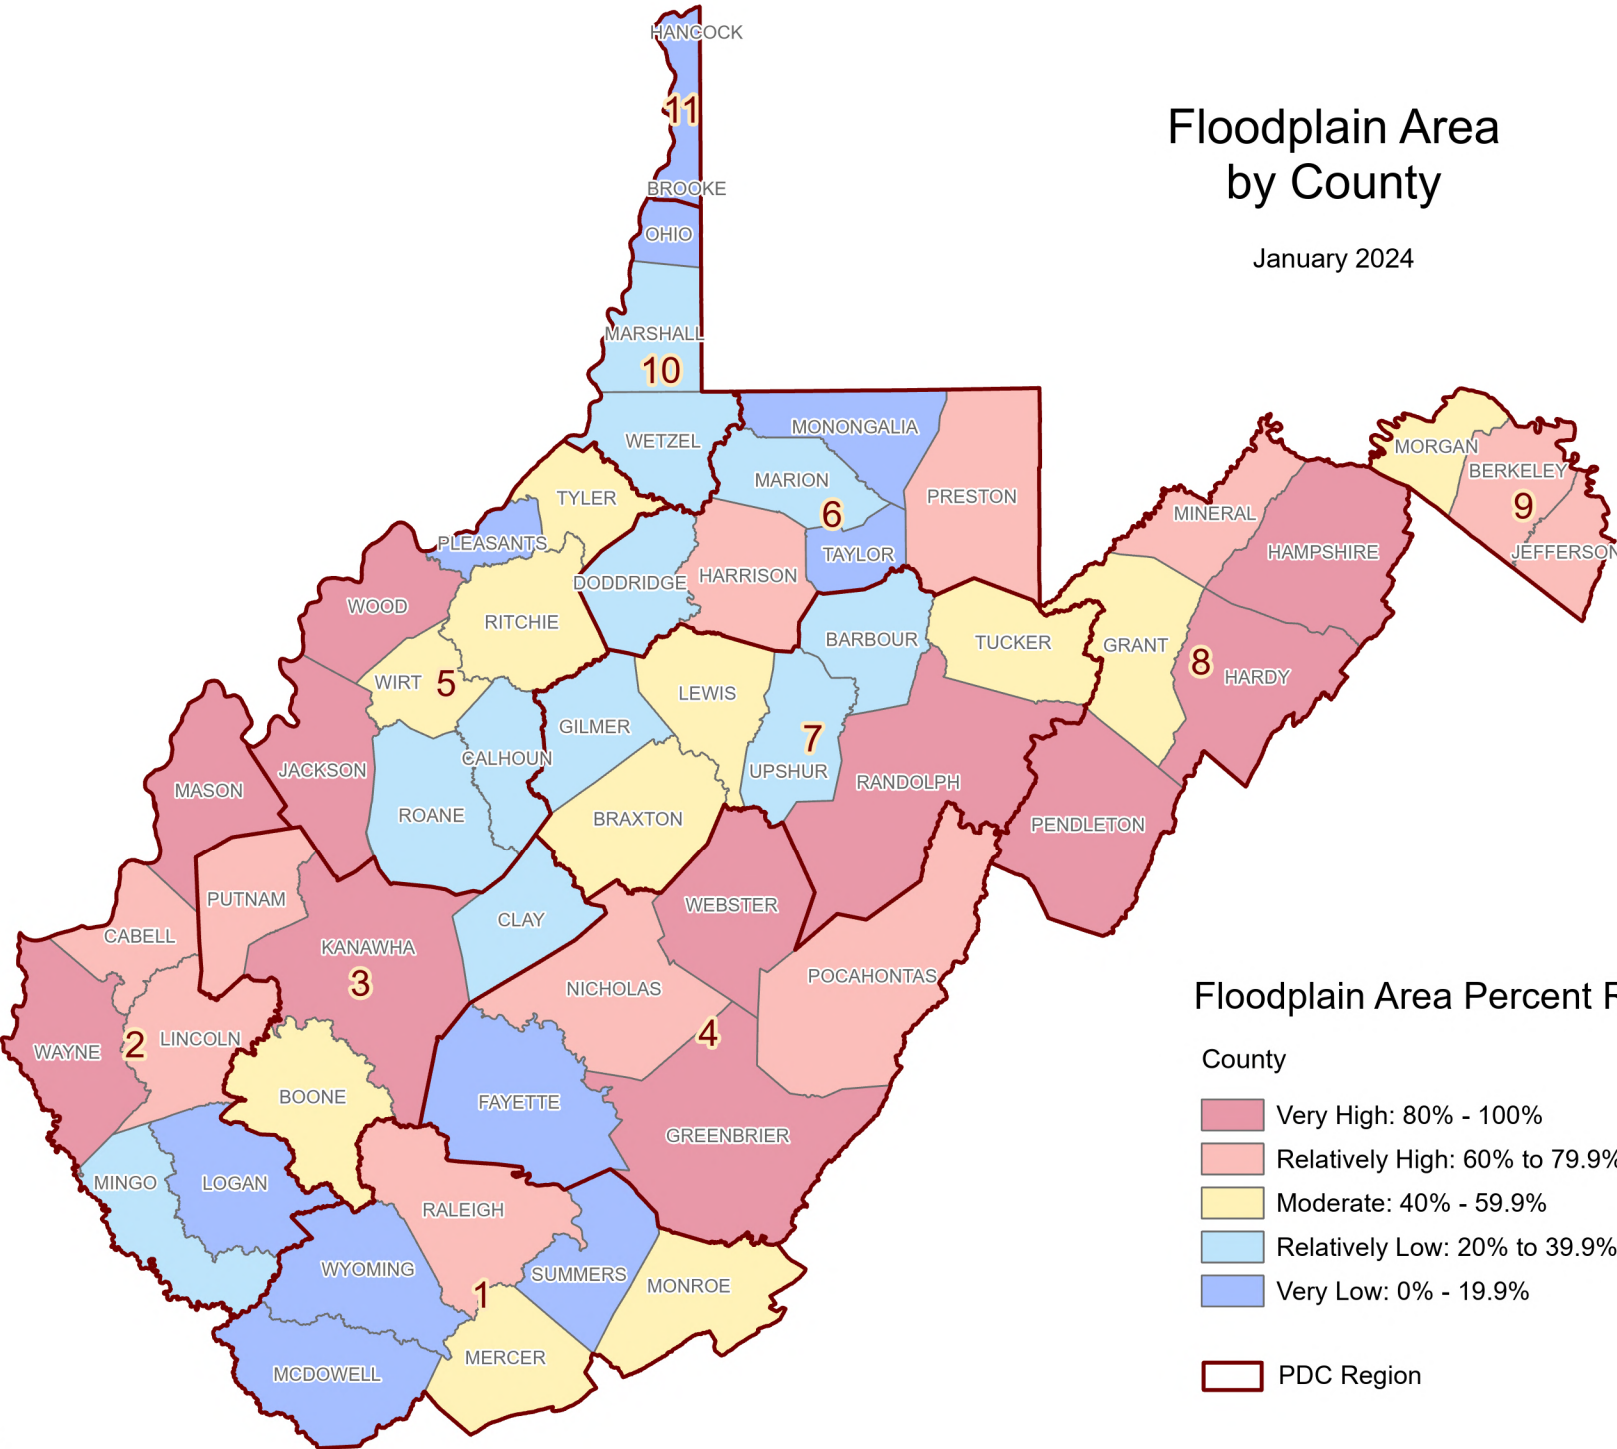 HANCOCK
11
Floodplain Area
by County
BROOKE
OHIO
January 2024
MARSHALL
10
WETZEL
MONONGALIA
MORGAN
BERKELEY
MARION
TYLER
PRESTON
9
6
MINERAL
PLEASANTS
TAYLOR
HAMPSHIRE
JEFFERSON
DODDRIDGE
HARRISON
WOOD
RITCHIE
BARBOUR
TUCKER
GRANT
8
HARDY
WIRT
5
LEWIS
GILMER
7
CALHOUN
JACKSON
UPSHUR
RANDOLPH
MASON
ROANE
BRAXTON
PENDLETON
PUTNAM
WEBSTER
CLAY
CABELL
KANAWHA
3
POCAHONTAS
NICHOLAS
Floodplain Area Percent R
LINCOLN
2
WAYNE
4
County
BOONE
FAYETTE
Very High: 80% - 100%
GREENBRIER
Relatively High: 60% to 79.9%
MINGO
LOGAN
RALEIGH
Moderate: 40% - 59.9%
Relatively Low: 20% to 39.9%
WYOMING
SUMMERS
MONROE
1
Very Low: 0% - 19.9%
MERCER
MCDOWELL
PDC Region